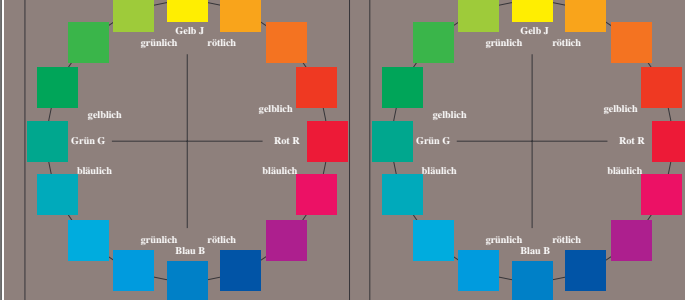 Gelb J
grünlich rötlich
gelblich gelblich
Grün G Rot R
bläulich bläulich
grünlich rötlich
Blau B
Gelb J
grünlich rötlich
gelblich gelblich
Grün G Rot R
bläulich bläulich
grünlich rötlich
Blau B